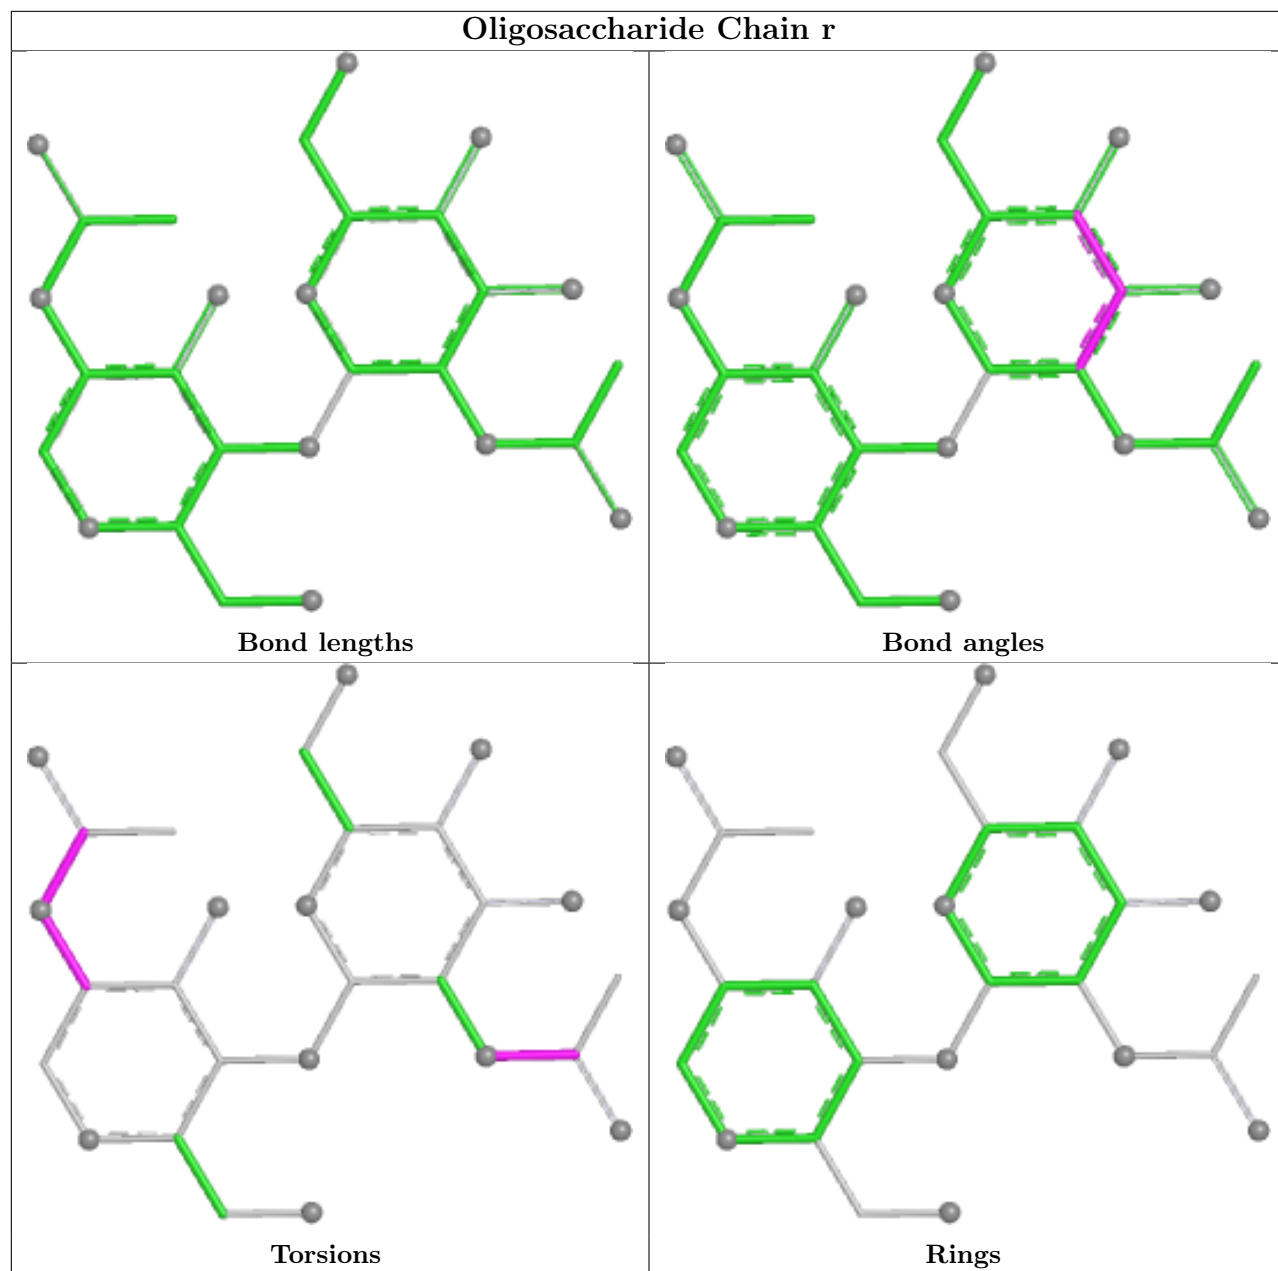 Oligosaccharide Chain r
Bond lengths
Bond angles
Torsions
Rings